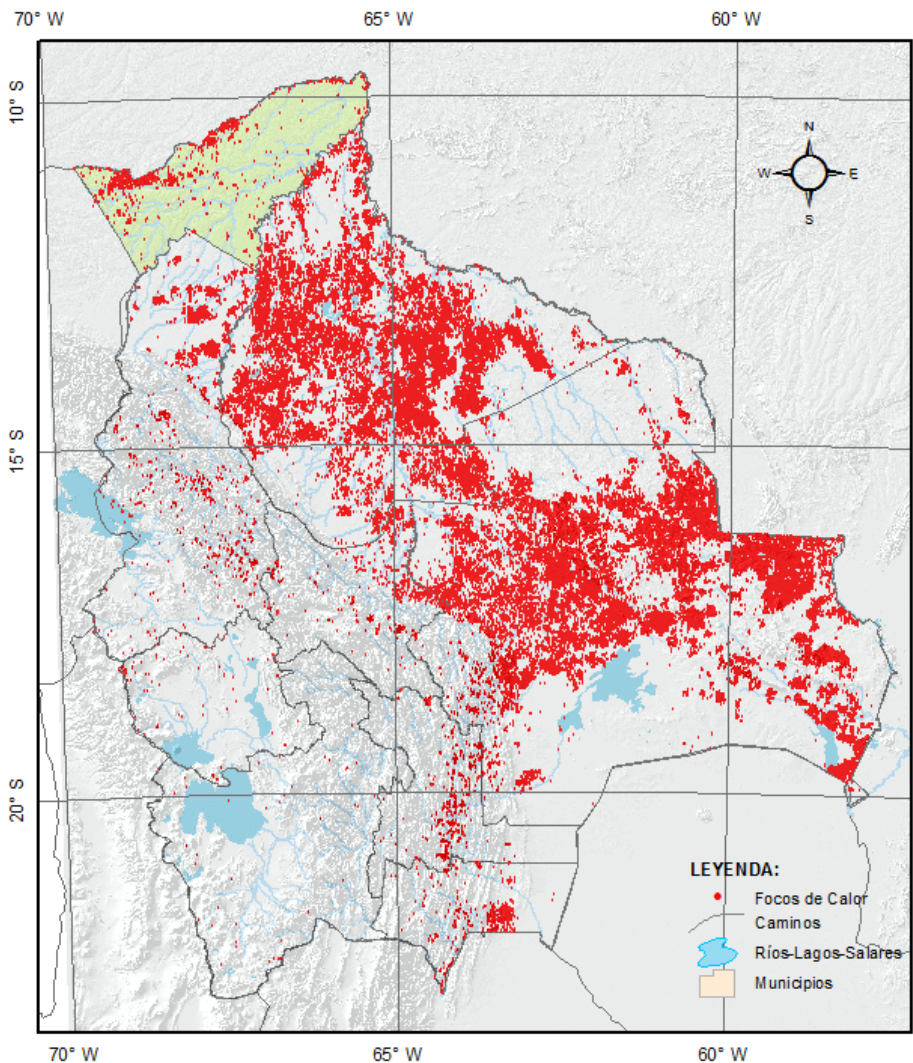 70° W 65° W 60° W
10° S
N
W E
S
15° S
20° S
LEYENDA:
Focos de Calor
Caminos
Ríos-Lagos-Salares
Municipios
70° W 65° W 60° W